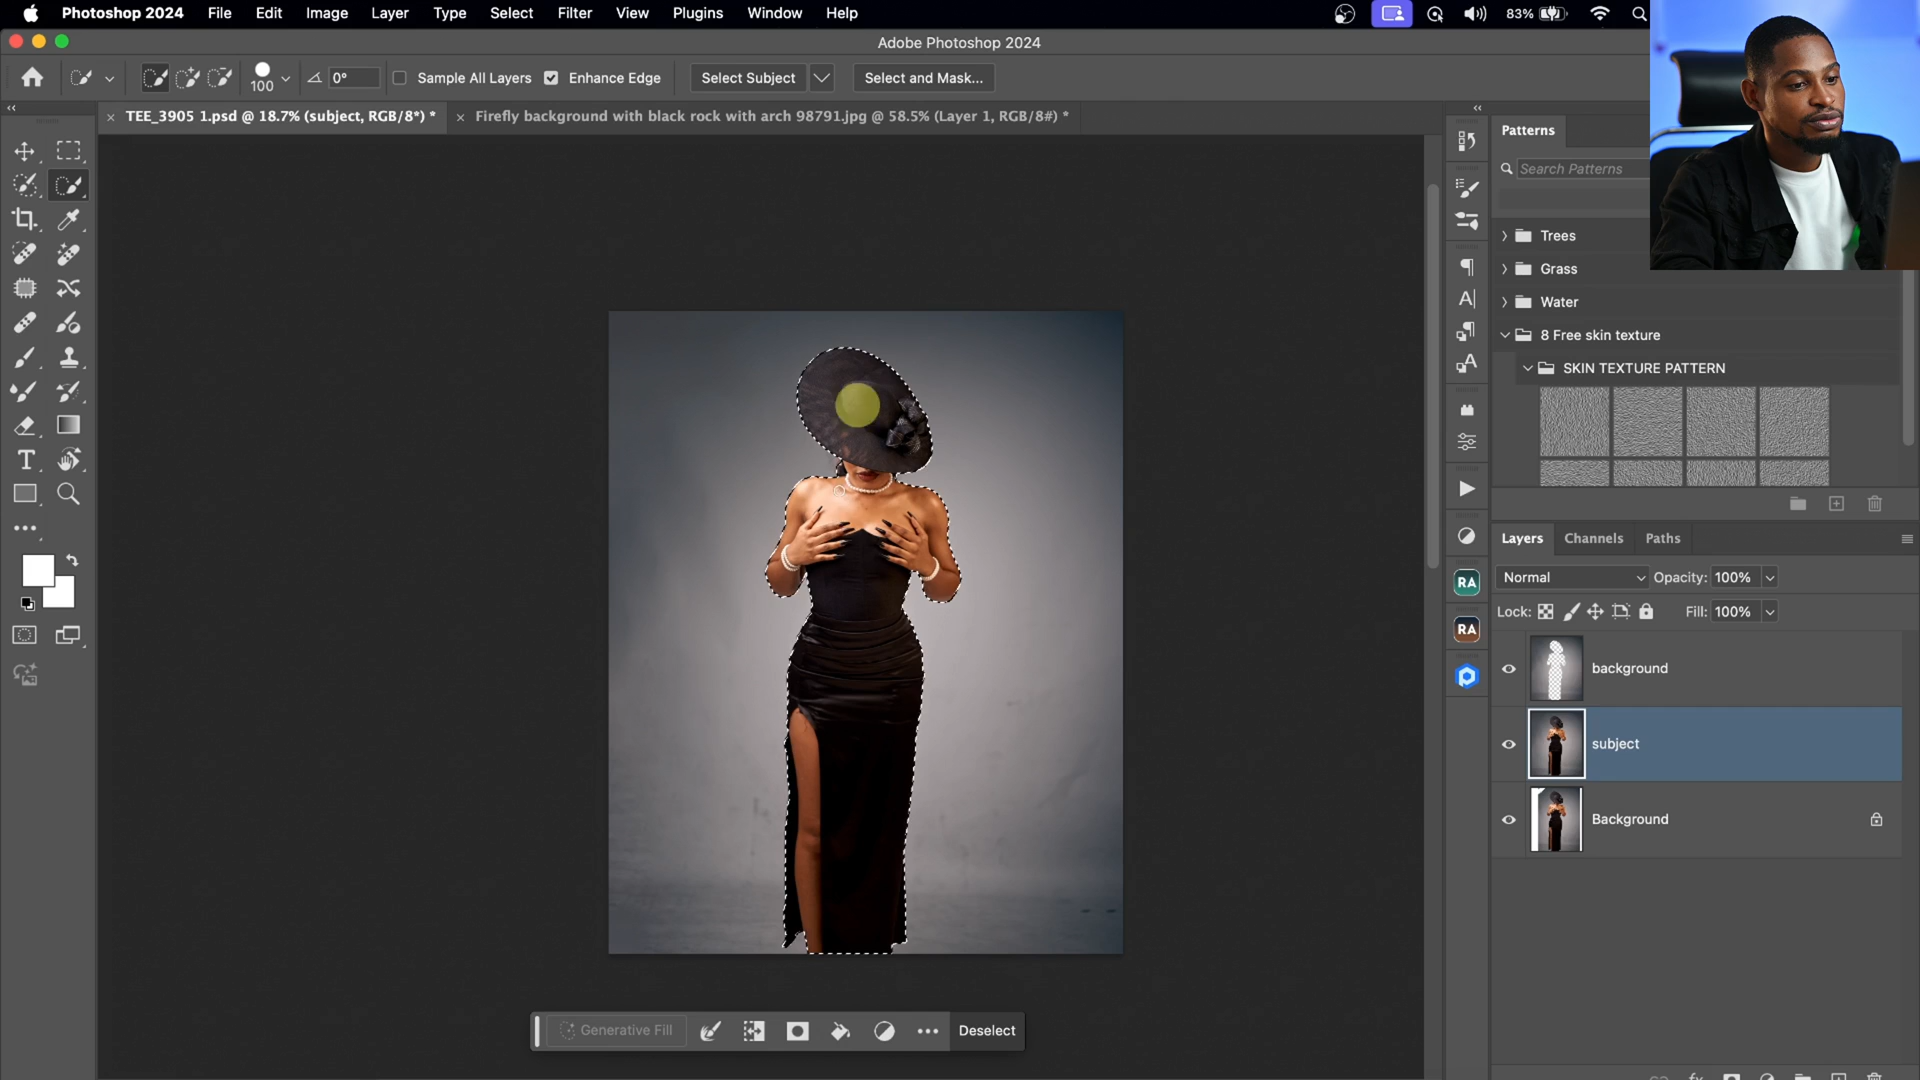 Photoshop 2024 File Edit Image Layer Type Select Filter View Plugins Window Help 83%
Adobe Photoshop 2024
100 0° Sample All Layers Enhance Edge Select Subject Select and Mask...
TEE_3905 1.psd @ 18.7% (subject, RGB/8*) * Firefly background with black rock with arch 98791.jpg @ 58.5% (Layer 1, RGB/8#) *
Patterns
Search Patterns
Trees
Grass
Water
8 Free skin texture
SKIN TEXTURE PATTERN
Layers Channels Paths
Normal Opacity: 100%
Lock: Fill: 100%
RA
RA
background
subject
Background
Generative Fill Deselect